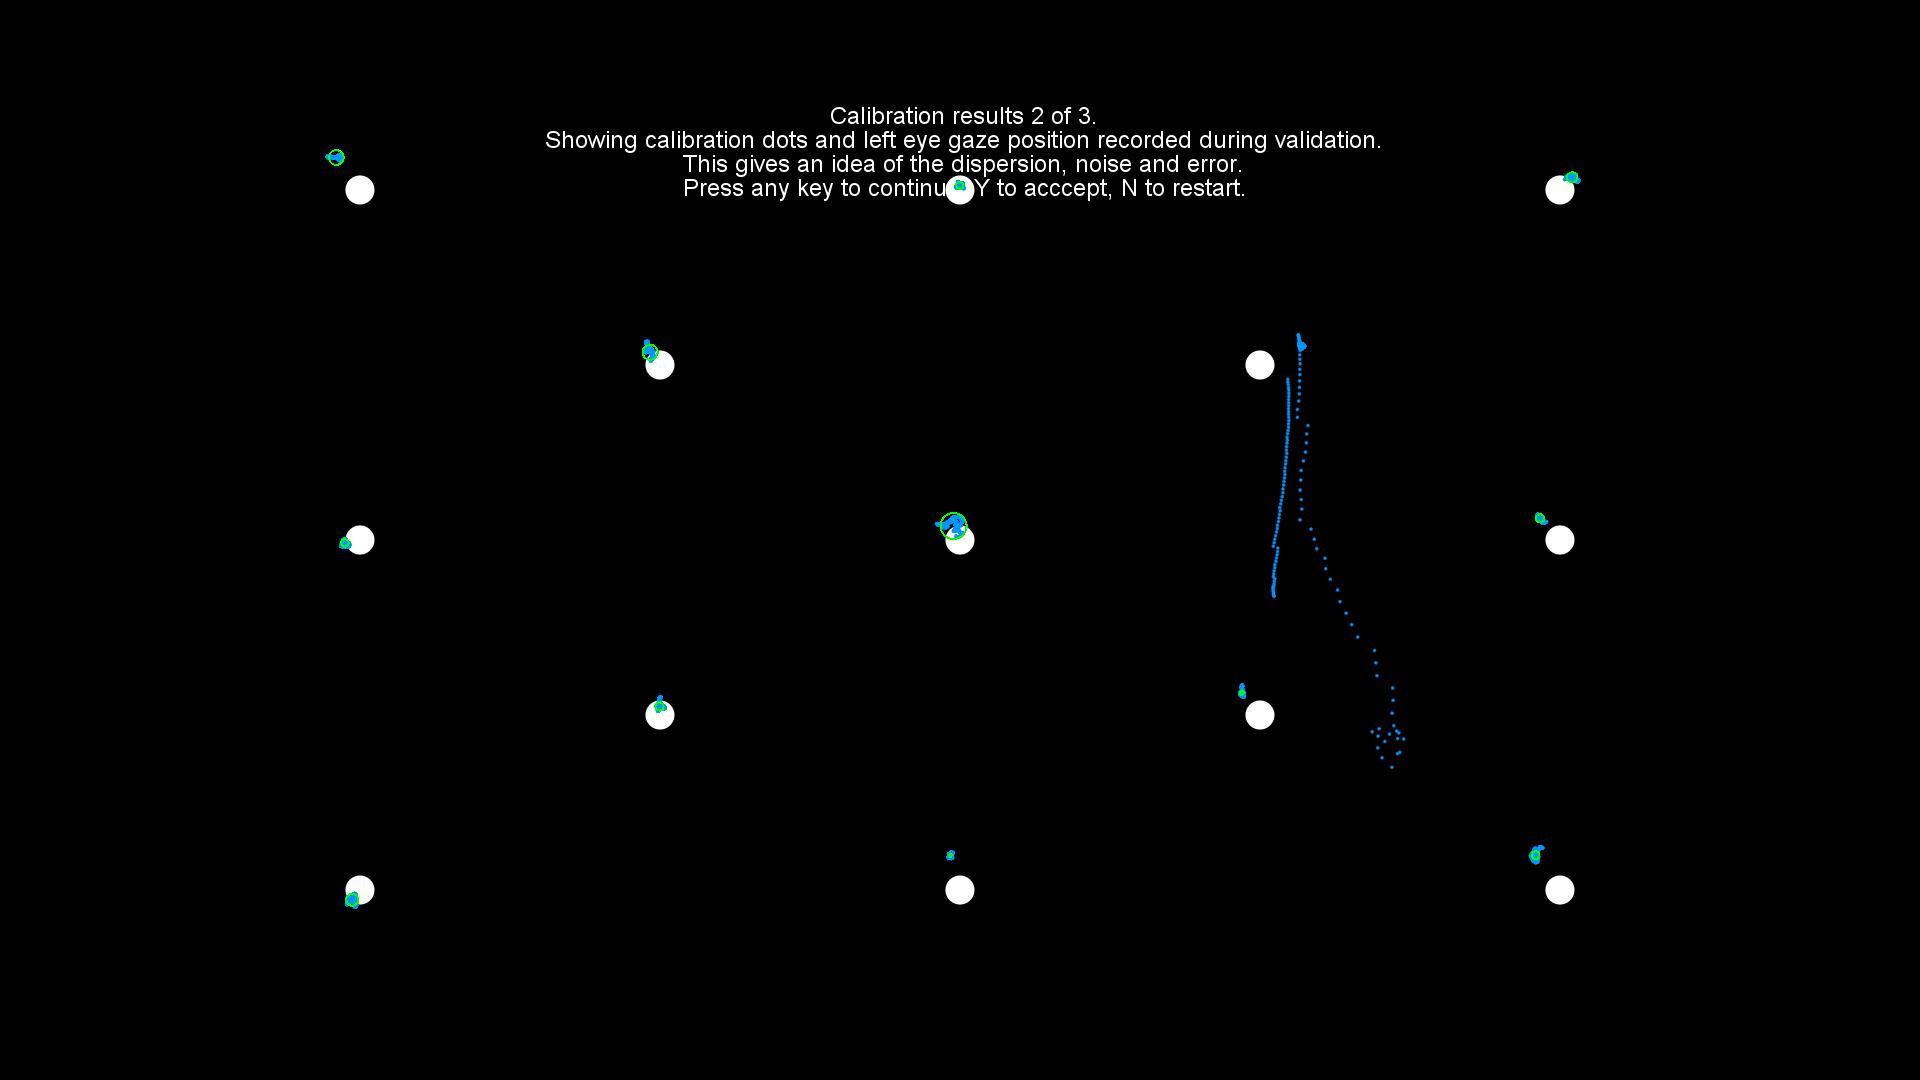 Calibration results 2 of 3.
Showing calibration dots and left eye gaze position recorded during validation.
This gives an idea of the dispersion, noise and error.
Press any key to continu Y to acccept, N to restart.